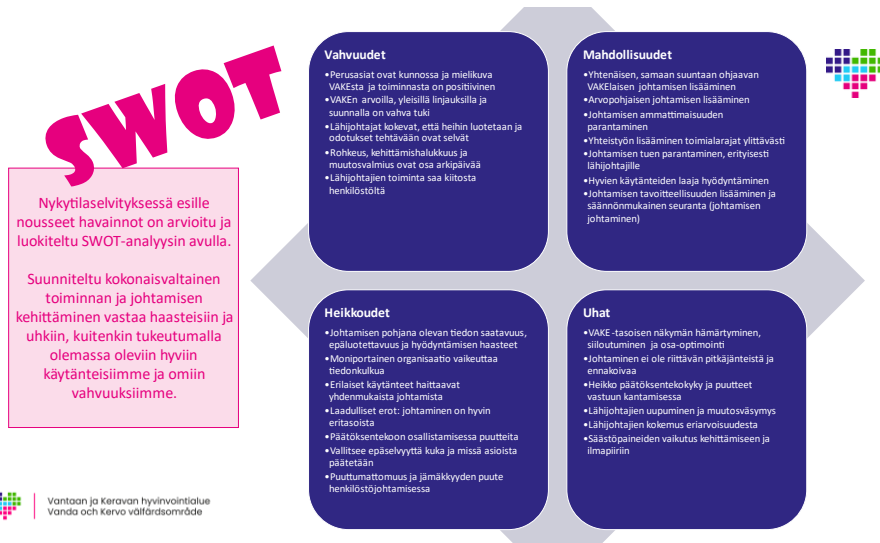 SWOT
Nykytilaselvityksessä esille
nousseet havainnot on arvioitu ja
luokiteltu SWOT-analyysin avulla.
Suunniteltu kokonaisvaltainen
toiminnan ja johtamisen
kehittäminen vastaa haasteisiin ja
uhkiin, kuitenkin tukeutumalla
olemassa oleviin hyviin
käytänteisiimme ja omiin
vahvuuksiimme.
Vahvuudet
•Perusasiat ovat kunnossa ja mielikuva
VAKEsta ja toiminnasta on positiivinen
•VAKEn arvoilla, yleisillä linjauksilla ja
suunnalla on vahva tuki
•Lähijohtajat kokevat, että heihin luotetaan ja
odotukset tehtävään ovat selvät
•Rohkeus, kehittämishalukkuus ja
muutosvalmius ovat osa arkipäivää
•Lähijohtajien toiminta saa kiitosta
henkilöstöltä
Mahdollisuudet
•Yhtenäisen, samaan suuntaan ohjaavan
VAKElaisen johtamisen lisääminen
•Arvopohjaisen johtamisen lisääminen
•Johtamisen ammattimaisuuden
parantaminen
•Yhteistyön lisääminen toimialarajat ylittävästi
•Johtamisen tuen parantaminen, erityisesti
lähijohtajille
•Hyvien käytänteiden laaja hyödyntäminen
•Johtamisen tavoitteellisuuden lisääminen ja
säännönmukainen seuranta (johtamisen
johtaminen)
Heikkoudet
•Johtamisen pohjana olevan tiedon saatavuus,
epäluotettavuus ja hyödyntämisen haasteet
•Moniportainen organisaatio vaikeuttaa
tiedonkulkua
•Erilaiset käytänteet haittaavat
yhdenmukaista johtamista
•Laadulliset erot: johtaminen on hyvin
eritasoista
•Päätöksentekoon osallistamisessa puutteita
•Vallitsee epäselvyyttä kuka ja missä asioista
päätetään
•Puuttumattomuus ja jämäkkyyden puute
henkilöstöjohtamisessa
Uhat
•VAKE -tasoisen näkymän hämärtyminen,
siiloutuminen ja osa-optimointi
•Johtaminen ei ole riittävän pitkäjänteistä ja
ennakoivaa
•Heikko päätöksentekokyky ja puutteet
vastuun kantamisessa
•Lähijohtajien uupuminen ja muutosväsymys
•Lähijohtajien kokemus eriarvoisuudesta
•Säästöpaineiden vaikutus kehittämiseen ja
ilmapiiriin
Vantaan ja Keravan hyvinvointialue
Vanda och Kervo välfärdsområde